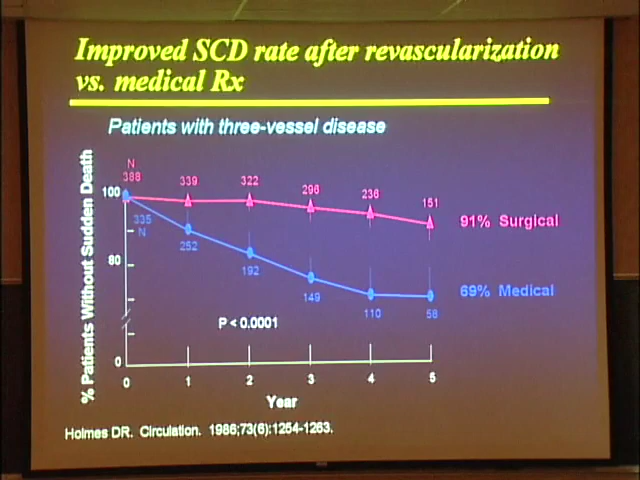 Improved SCD rate after revascularization
vs. medical Rx
Patients with three-vessel disease
% Patients Without Sudden Death
N
388 339 322 296 236 151
91% Surgical
100
335
N
252 192 149 110 58
69% Medical
80
P < 0.0001
0
0 1 2 3 4 5
Year
Holmes DR. Circulation. 1986;73(6):1254-1263.